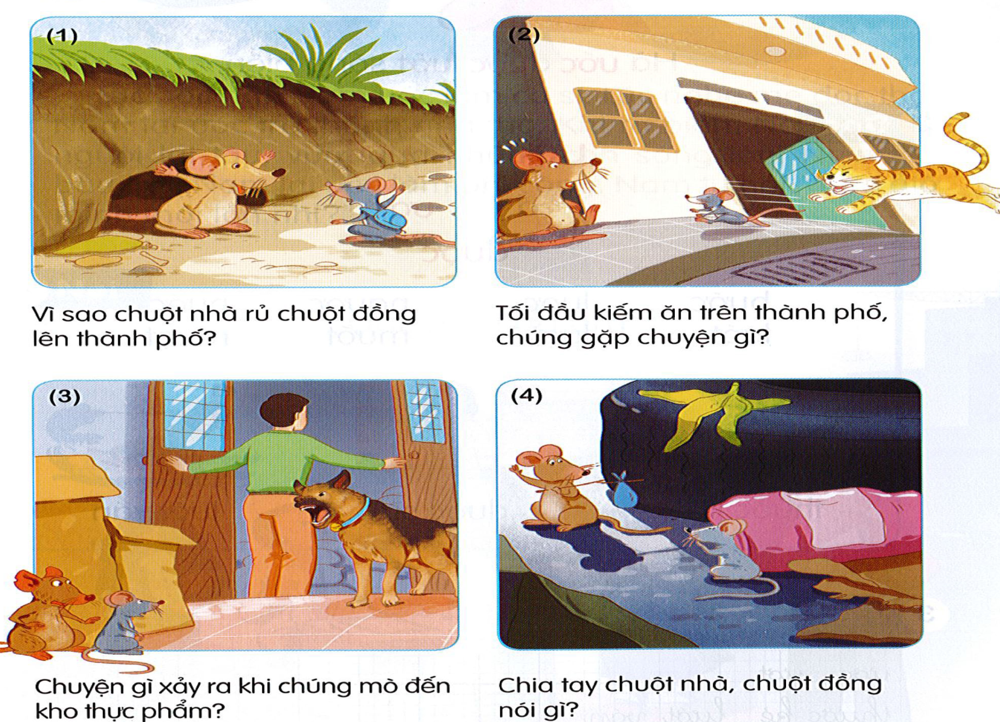 (1)
(2)
Vì sao chuột nhà rủ chuột đồng
lên thành phố?
Tối đầu kiếm ăn trên thành phố,
chúng gặp chuyện gì?
(3)
(4)
Chuyện gì xảy ra khi chúng mò đến
kho thực phẩm?
Chia tay chuột nhà, chuột đồng
nói gì?